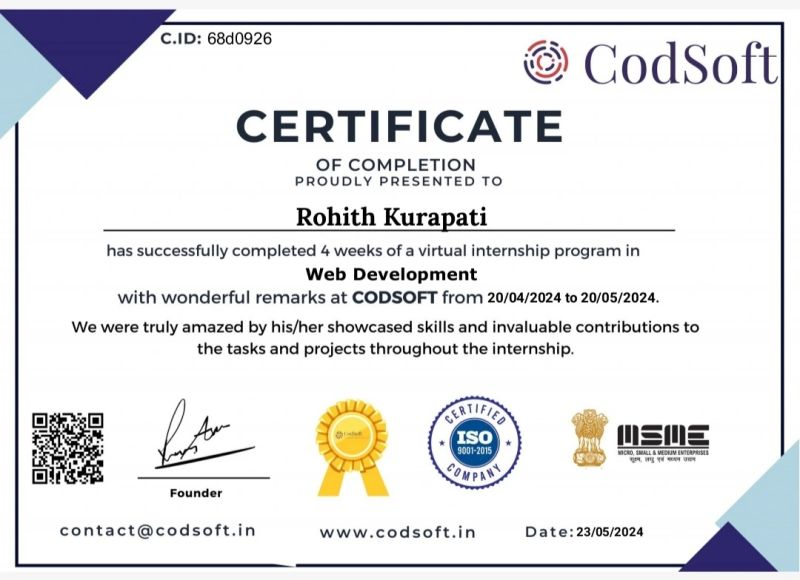 C.ID: 68d0926
CodSoft
CERTIFICATE
OF COMPLETION
PROUDLY PRESENTED TO
Rohith Kurapati
has successfully completed 4 weeks of a virtual internship program in
Web Development
with wonderful remarks at CODSOFT from 20/04/2024 to 20/05/2024.
We were truly amazed by his/her showcased skills and invaluable contributions to
the tasks and projects throughout the internship.
Founder
CodSoft
CERTIFIED
ISO
9001-2015
COMPANY
MSME
MICRO, SMALL & MEDIUM ENTERPRISES
सूक्ष्म, लघु एवं मध्यम उद्यम
contact@codsoft.in
www.codsoft.in
Date: 23/05/2024